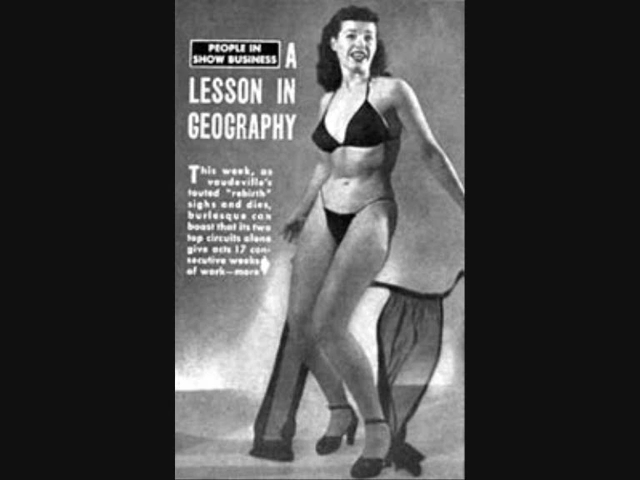 PEOPLE IN
SHOW BUSINESS
A
LESSON IN
GEOGRAPHY
This week, as
vaudeville's
touted "rebirth"
sighs and dies,
burlesque can
boast that its two
top circuits alone
give acts 17 con-
secutive weeks
of work—more